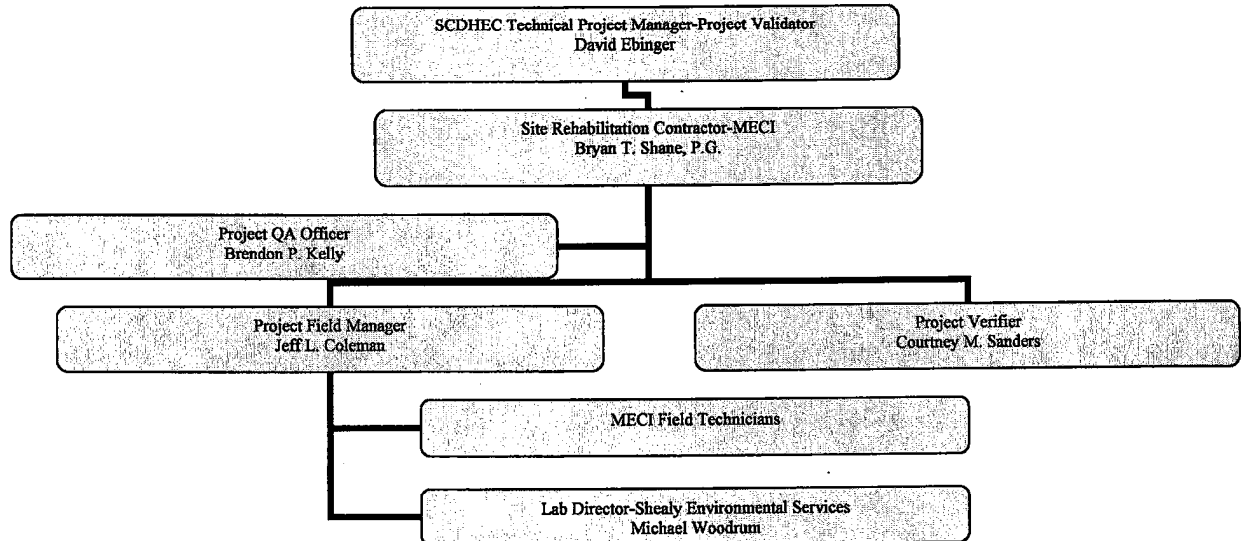 SCDHEC Technical Project Manager-Project Validator
David Ebinger
Site Rehabilitation Contractor-MECI
Bryan T. Shane, P.G.
Project QA Officer
Brendon P. Kelly
Project Field Manager
Jeff L. Coleman
Project Verifier
Courtney M. Sanders
MECI Field Technicians
Lab Director-Shealy Environmental Services
Michael Woodrum